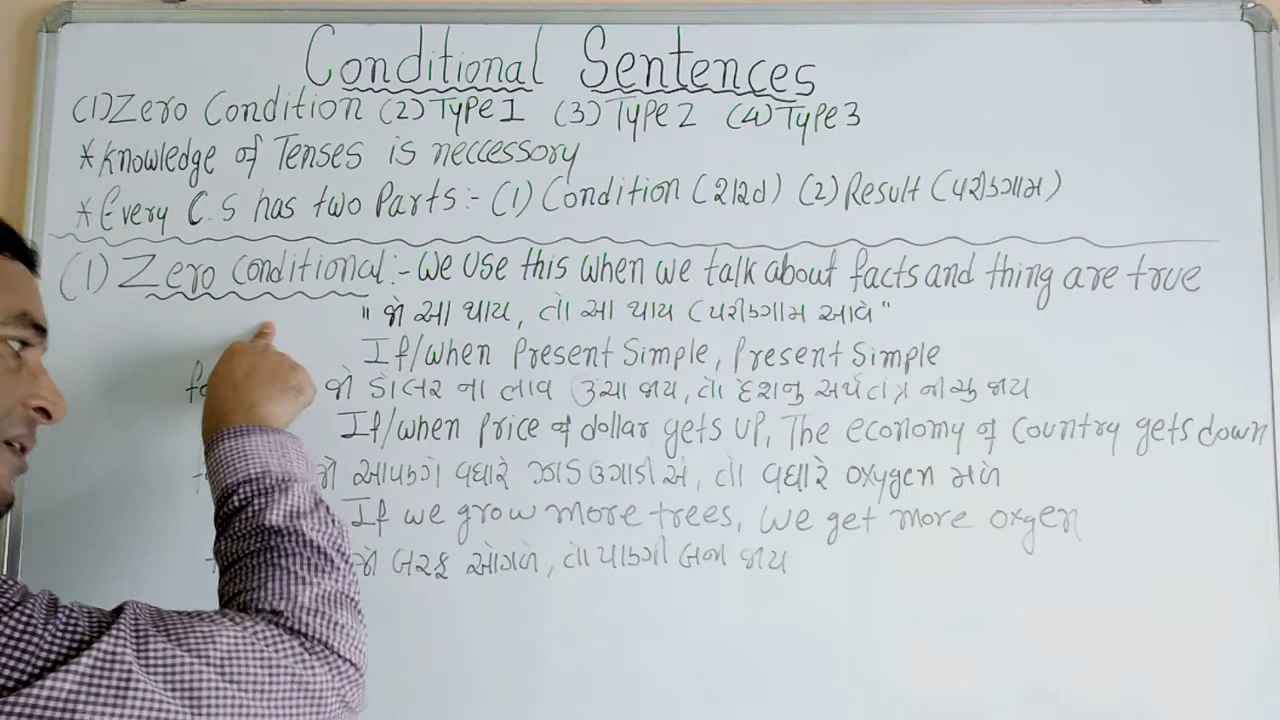 Conditional Sentences
(1) Zero Condition (2) Type 1 (3) Type 2 (4) Type 3
*Knowledge of Tenses is neccessory
*Every C.S has two Parts :- (1) Condition (શરત) (2) Result (પરીણામ)
(1) Zero Conditional :- We Use this when we talk about facts and thing are true
"જો આ થાય, તો આ થાય (પરીણામ આવે"
If/when Present Simple, Present Simple
જો ડોલર ના ભાવ ઉંચા જાય, તો દેશનુ અર્થતંત્ર નીચુ જાય
If/when Price of dollar gets up, The economy of Country gets down
જો આપણે વધારે ઝાડ ઉગાડીએ, તો વધારે oxygen મળે
If we grow more trees, we get more oxgen
જો બરફ ઓગળે, તો પાણી બની જાય